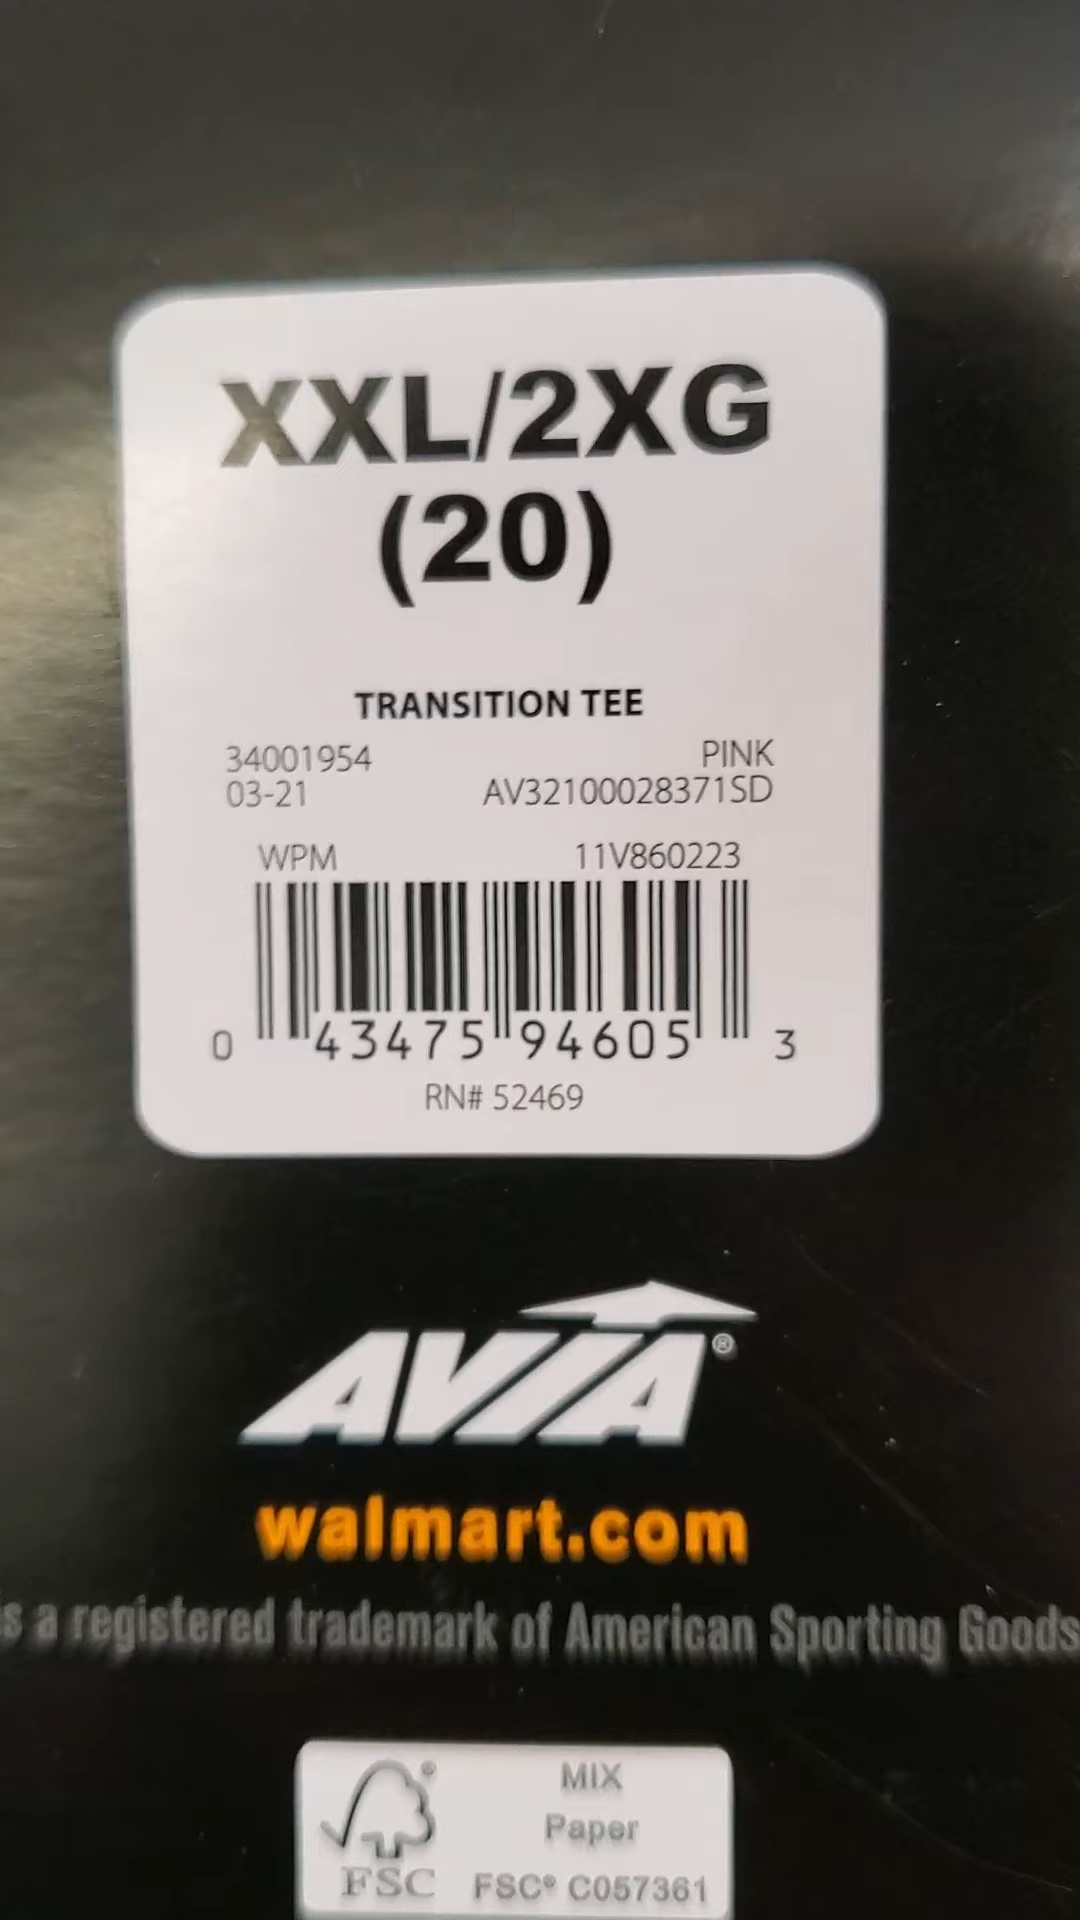 XXL/2XG
(20)
TRANSITION TEE
34001954 PINK
03-21 AV32100028371SD
WPM 11V860223
0 43475 94605 3
RN# 52469
AVIA®
walmart.com
is a registered trademark of American Sporting Goods
MIX
Paper
FSC FSC® C057361